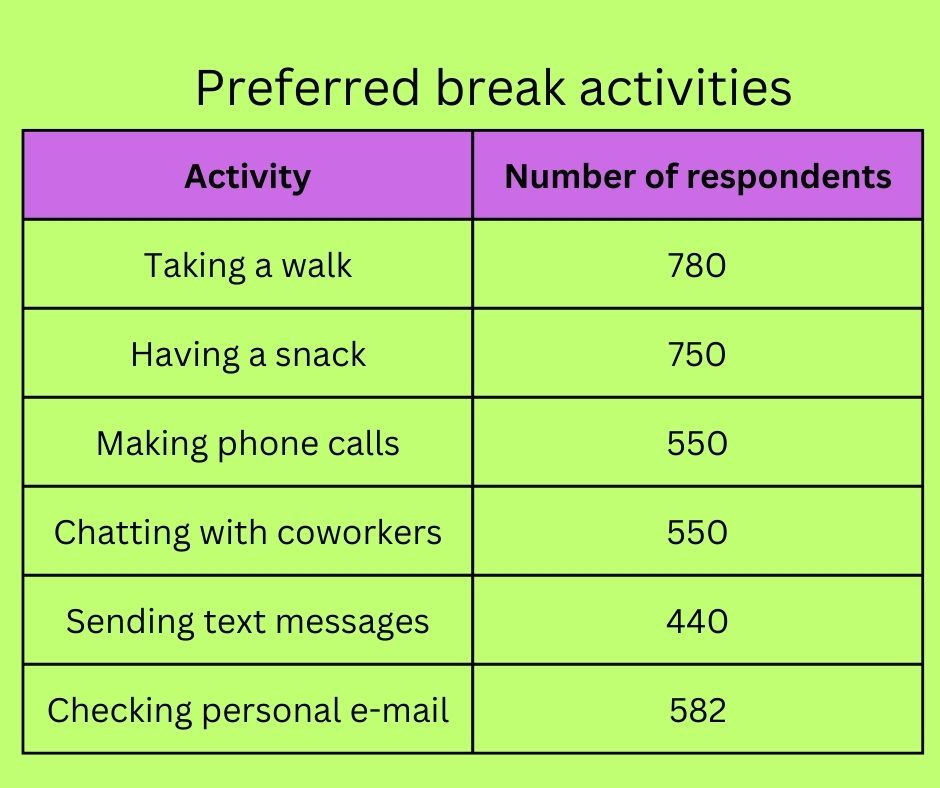 Preferred break activities
Activity Number of respondents
Taking a walk 780
Having a snack 750
Making phone calls 550
Chatting with coworkers 550
Sending text messages 440
Checking personal e-mail 582